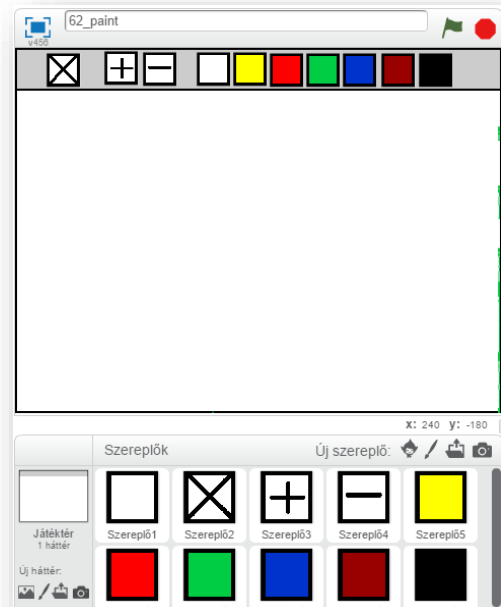 62_paint
v456
x: 240 y: -180
Szereplők
Új szereplő:
Játéktér
1 háttér
Új háttér:
Szereplő1
Szereplő2
Szereplő3
Szereplő4
Szereplő5